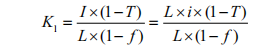 K₁ = I×(1−T) / L×(1−f) = L×i×(1−T) / L×(1−f)